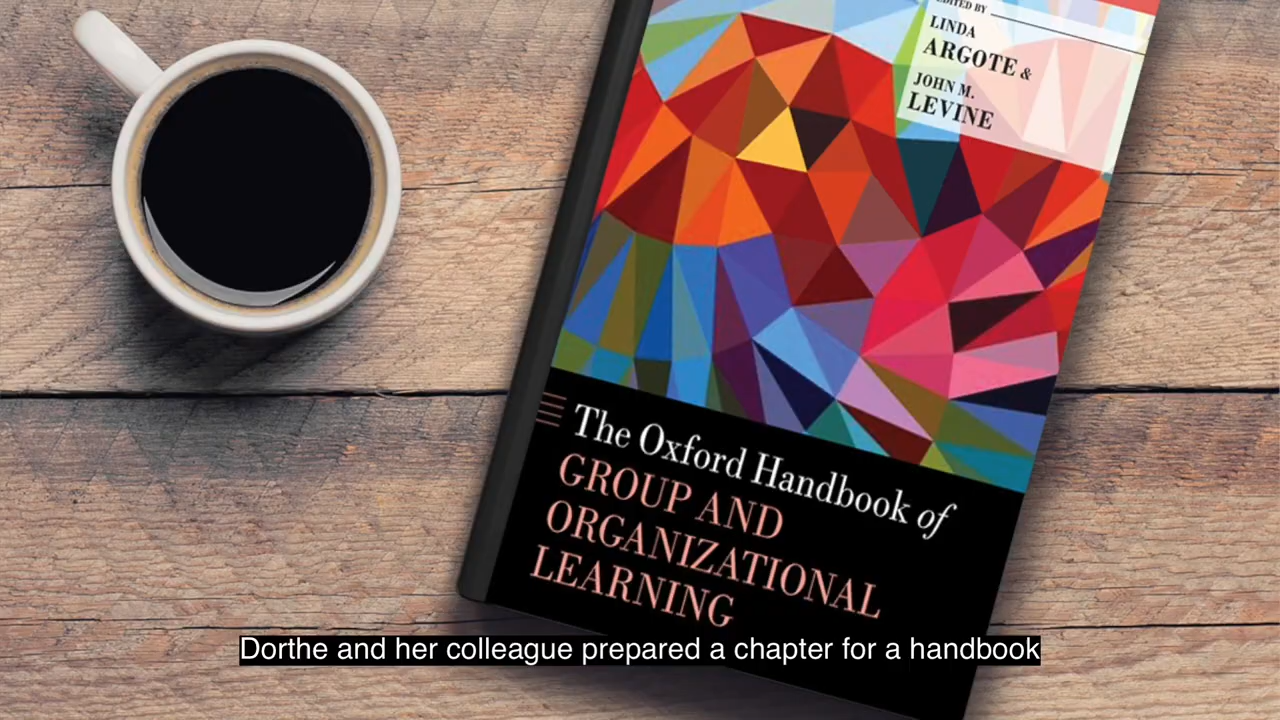 EDITED BY
LINDA
ARGOTE &
JOHN M.
LEVINE
The Oxford Handbook of
GROUP AND
ORGANIZATIONAL
LEARNING
Dorthe and her colleague prepared a chapter for a handbook